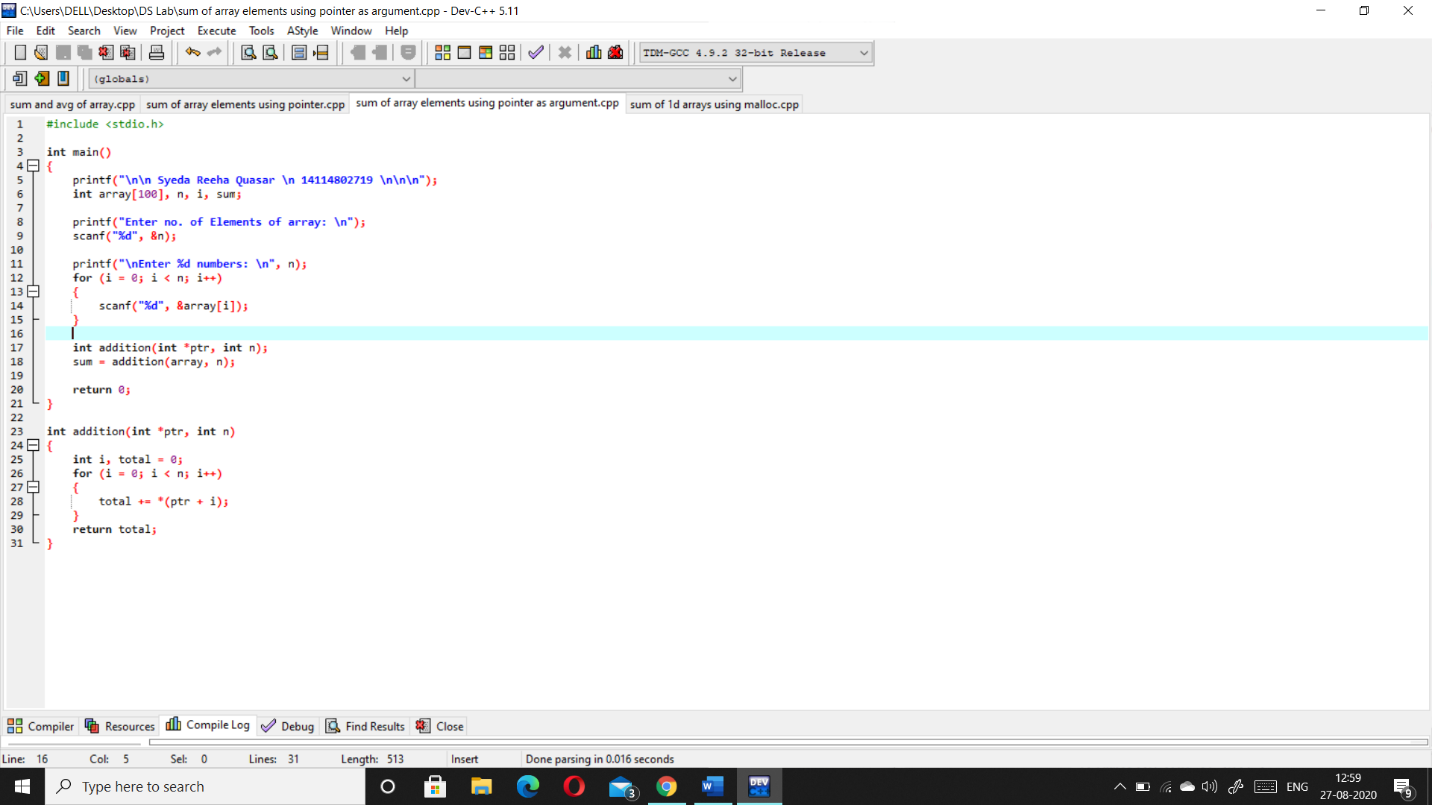 C:\Users\DELL\Desktop\DS Lab\sum of array elements using pointer as argument.cpp - Dev-C++ 5.11
File Edit Search View Project Execute Tools AStyle Window Help
TDM-GCC 4.9.2 32-bit Release
(globals)
sum and avg of array.cpp sum of array elements using pointer.cpp sum of array elements using pointer as argument.cpp sum of 1d arrays using malloc.cpp
1 #include <stdio.h>
2
3 int main()
4 {
5 printf("\n\n Syeda Reeha Quasar \n 14114802719 \n\n\n");
6 int array[100], n, i, sum;
7
8 printf("Enter no. of Elements of array: \n");
9 scanf("%d", &n);
10
11 printf("\nEnter %d numbers: \n", n);
12 for (i = 0; i < n; i++)
13 {
14 scanf("%d", &array[i]);
15 }
16
17 int addition(int *ptr, int n);
18 sum = addition(array, n);
19
20 return 0;
21 }
22
23 int addition(int *ptr, int n)
24 {
25 int i, total = 0;
26 for (i = 0; i < n; i++)
27 {
28 total += *(ptr + i);
29 }
30 return total;
31 }
Compiler Resources Compile Log Debug Find Results Close
Line: 16 Col: 5 Sel: 0 Lines: 31 Length: 513 Insert Done parsing in 0.016 seconds
Type here to search
3
W
DEV
ENG
12:59
27-08-2020
9